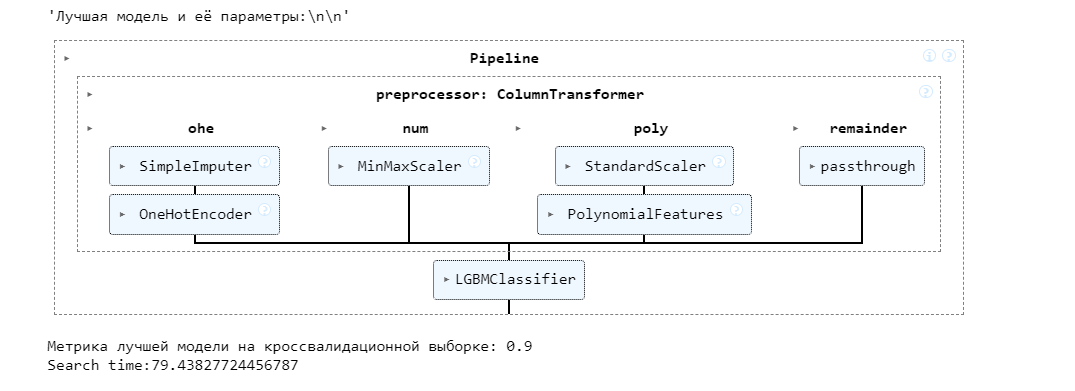 'Лучшая модель и её параметры:\n\n'
Pipeline
preprocessor: ColumnTransformer
ohe num poly remainder
SimpleImputer ? MinMaxScaler ? StandardScaler ? passthrough
OneHotEncoder ? PolynomialFeatures ?
LGBMClassifier
Метрика лучшей модели на кроссвалидационной выборке: 0.9
Search time:79.43827724456787